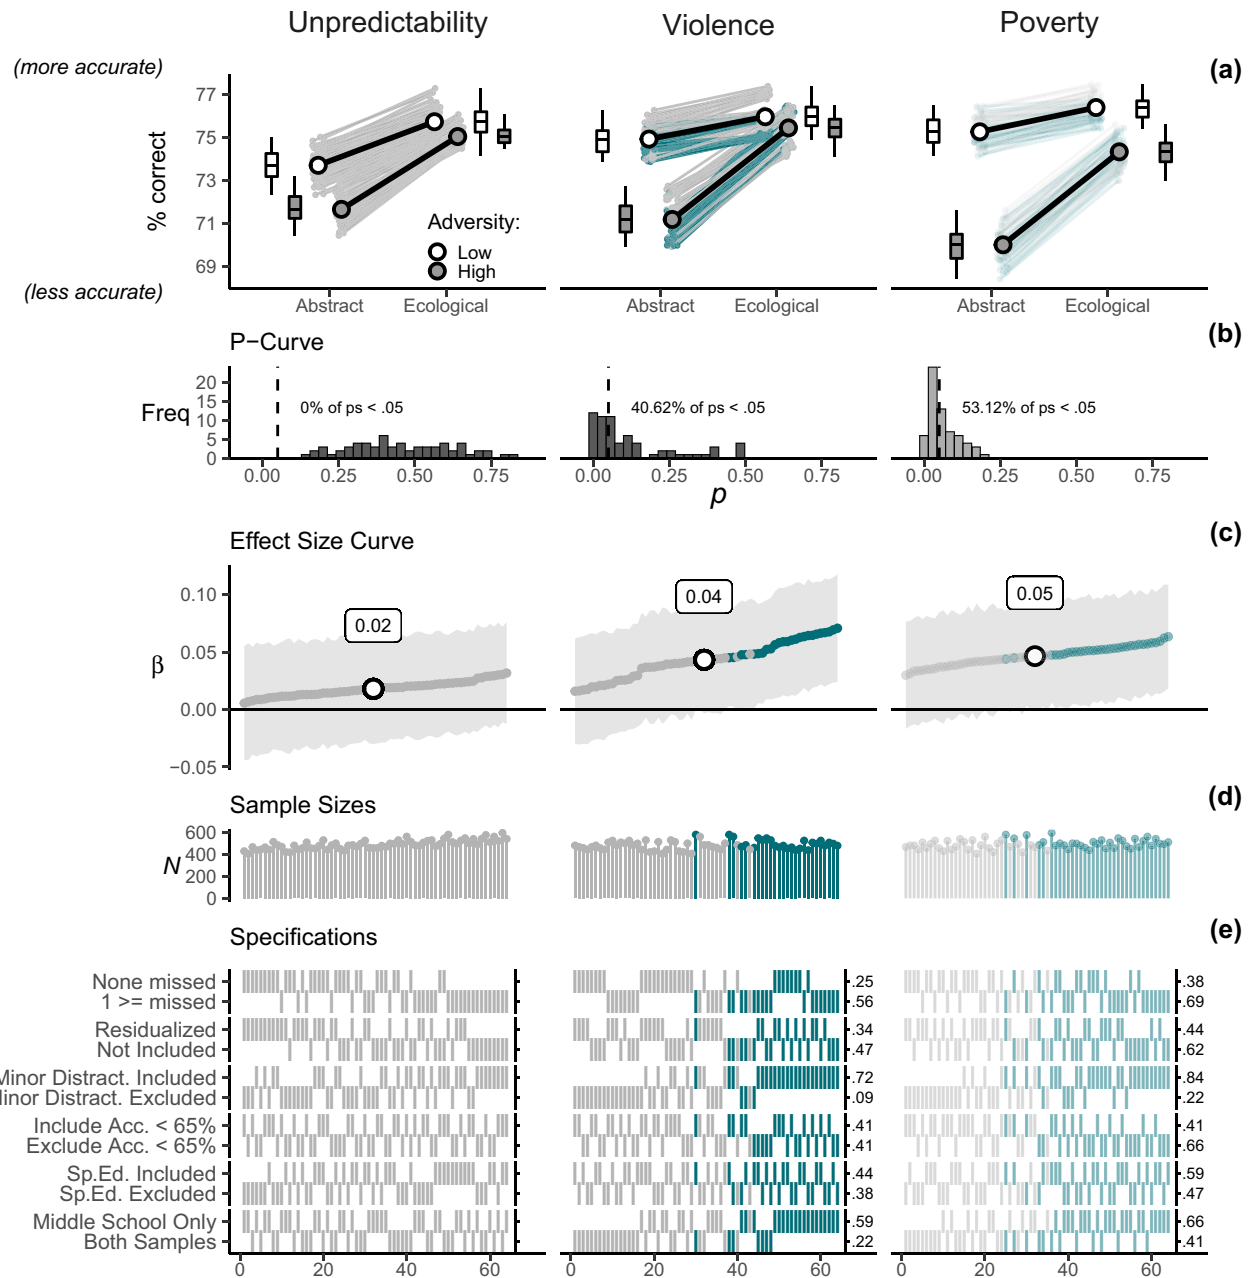 Unpredictability Violence Poverty
(more accurate) (a)
77
75
73
71
69
% correct
Adversity:
Low
High
(less accurate)
Abstract Ecological Abstract Ecological Abstract Ecological
P−Curve (b)
20
15
10
5
0
Freq
0% of ps < .05 40.62% of ps < .05 53.12% of ps < .05
0.00 0.25 0.50 0.75 0.00 0.25 0.50 0.75 0.00 0.25 0.50 0.75
p
Effect Size Curve (c)
0.10
0.05
0.00
−0.05
β
0.02 0.04 0.05
Sample Sizes (d)
600
400
200
0
N
Specifications (e)
None missed .25 .38
1 >= missed .56 .69
Residualized .34 .44
Not Included .47 .62
Minor Distract. Included .72 .84
Minor Distract. Excluded .09 .22
Include Acc. < 65% .41 .41
Exclude Acc. < 65% .41 .66
Sp.Ed. Included .44 .59
Sp.Ed. Excluded .38 .47
Middle School Only .59 .66
Both Samples .22 .41
0 20 40 60 0 20 40 60 0 20 40 60